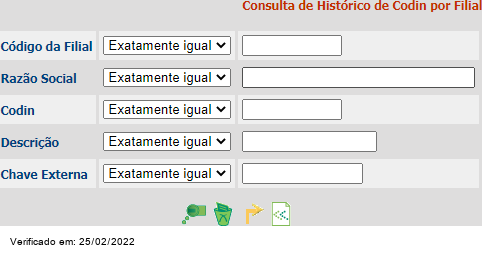 Consulta de Histórico de Codin por Filial
Código da Filial Exatamente igual
Razão Social Exatamente igual
Codin Exatamente igual
Descrição Exatamente igual
Chave Externa Exatamente igual
Verificado em: 25/02/2022